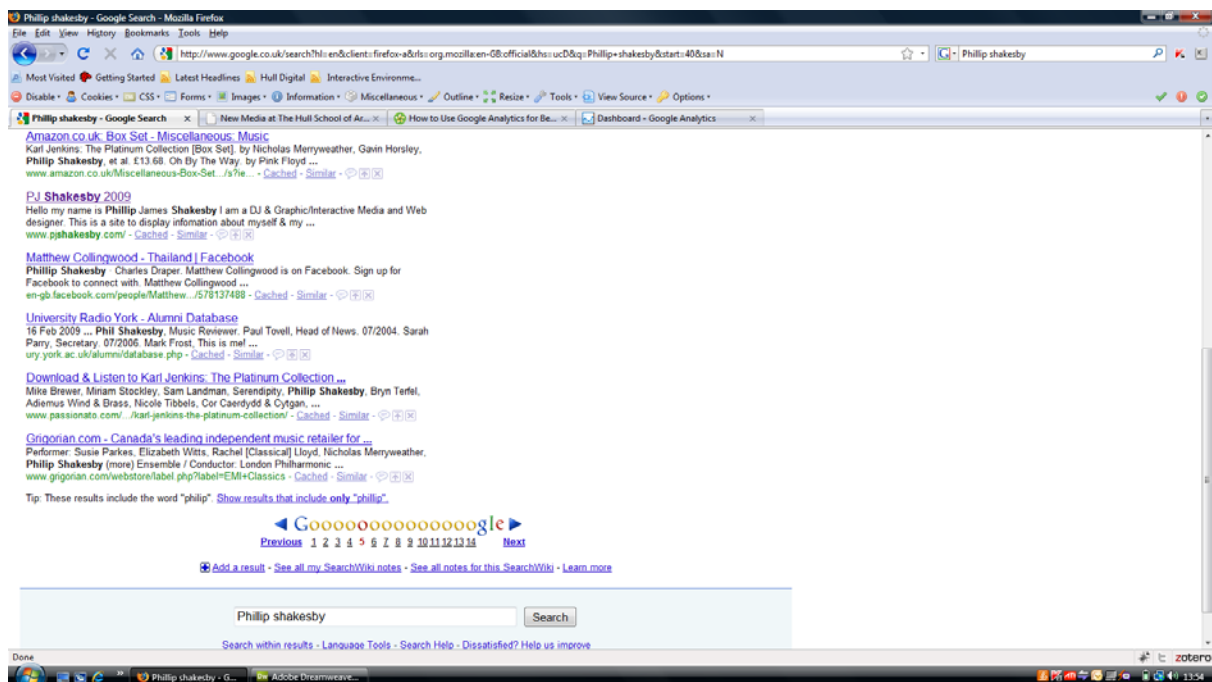 Phillip shakesby - Google Search - Mozilla Firefox
File Edit View History Bookmarks Tools Help
http://www.google.co.uk/search?hl=en&client=firefox-a&rls=org.mozilla:en-GB:official&hs=ucD&q=Phillip+shakesby&start=40&sa=N
Phillip shakesby
Most Visited Getting Started Latest Headlines Hull Digital Interactive Environme...
Disable Cookies CSS Forms Images Information Miscellaneous Outline Resize Tools View Source Options
Phillip shakesby - Google Search New Media at The Hull School of Ar... How to Use Google Analytics for Be... Dashboard - Google Analytics
Amazon.co.uk: Box Set - Miscellaneous: Music
Karl Jenkins: The Platinum Collection [Box Set]. by Nicholas Merryweather, Gavin Horsley,
Philip Shakesby, et al. £13.68. Oh By The Way. by Pink Floyd ...
www.amazon.co.uk/Miscellaneous-Box-Set.../s?ie... - Cached - Similar -
PJ Shakesby 2009
Hello my name is Phillip James Shakesby I am a DJ & Graphic/Interactive Media and Web
designer. This is a site to display infomation about myself & my ...
www.pjshakesby.com/ - Cached - Similar -
Matthew Collingwood - Thailand | Facebook
Phillip Shakesby · Charles Draper. Matthew Collingwood is on Facebook. Sign up for
Facebook to connect with. Matthew Collingwood ...
en-gb.facebook.com/people/Matthew.../578137488 - Cached - Similar -
University Radio York - Alumni Database
16 Feb 2009 ... Phil Shakesby, Music Reviewer. Paul Tovell, Head of News. 07/2004. Sarah
Parry, Secretary. 07/2006. Mark Frost, This is me! ...
ury.york.ac.uk/alumni/database.php - Cached - Similar -
Download & Listen to Karl Jenkins: The Platinum Collection ...
Mike Brewer, Miriam Stockley, Sam Landman, Serendipity, Philip Shakesby, Bryn Terfel,
Adiemus Wind & Brass, Nicole Tibbels, Cor Caerdydd & Cytgan, ...
www.passionato.com/.../karl-jenkins-the-platinum-collection/ - Cached - Similar -
Grigorian.com - Canada's leading independent music retailer for ...
Performer: Susie Parkes, Elizabeth Witts, Rachel [Classical] Lloyd, Nicholas Merryweather,
Philip Shakesby (more) Ensemble / Conductor: London Philharmonic ...
www.grigorian.com/webstore/label.php?label=EMI+Classics - Cached - Similar -
Tip: These results include the word "philip". Show results that include only "phillip".
Goooooooooooooogle
Previous 1 2 3 4 5 6 7 8 9 10 11 12 13 14 Next
Add a result - See all my SearchWiki notes - See all notes for this SearchWiki - Learn more
Phillip shakesby Search
Search within results - Language Tools - Search Help - Dissatisfied? Help us improve
Done zotero
Phillip shakesby - G... Adobe Dreamweave... 13:54